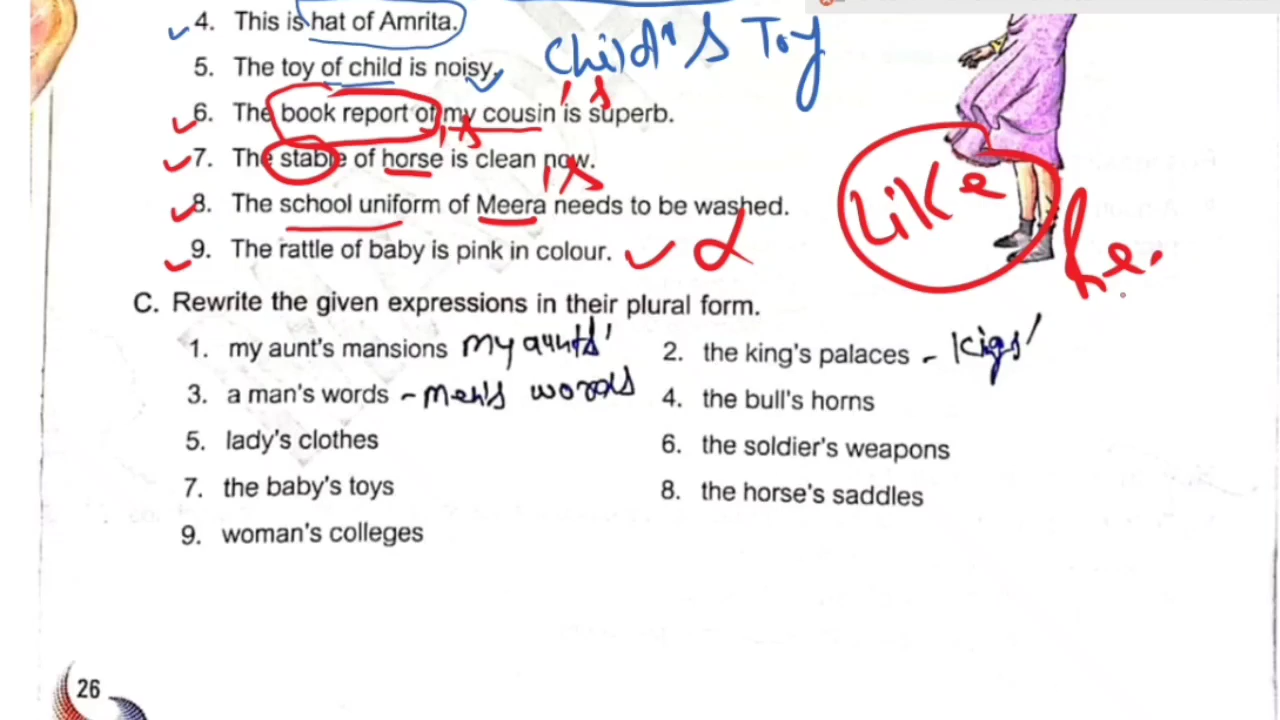 4. This is hat of Amrita.
Child's Toy
5. The toy of child is noisy.
's
6. The book report of my cousin is superb.
's
7. The stable of horse is clean now.
's
8. The school uniform of Meera needs to be washed.
9. The rattle of baby is pink in colour.
Like
he.
C. Rewrite the given expressions in their plural form.
1. my aunt's mansions my aunts'
2. the king's palaces - kigs'
3. a man's words - men's words
4. the bull's horns
5. lady's clothes
6. the soldier's weapons
7. the baby's toys
8. the horse's saddles
9. woman's colleges
26